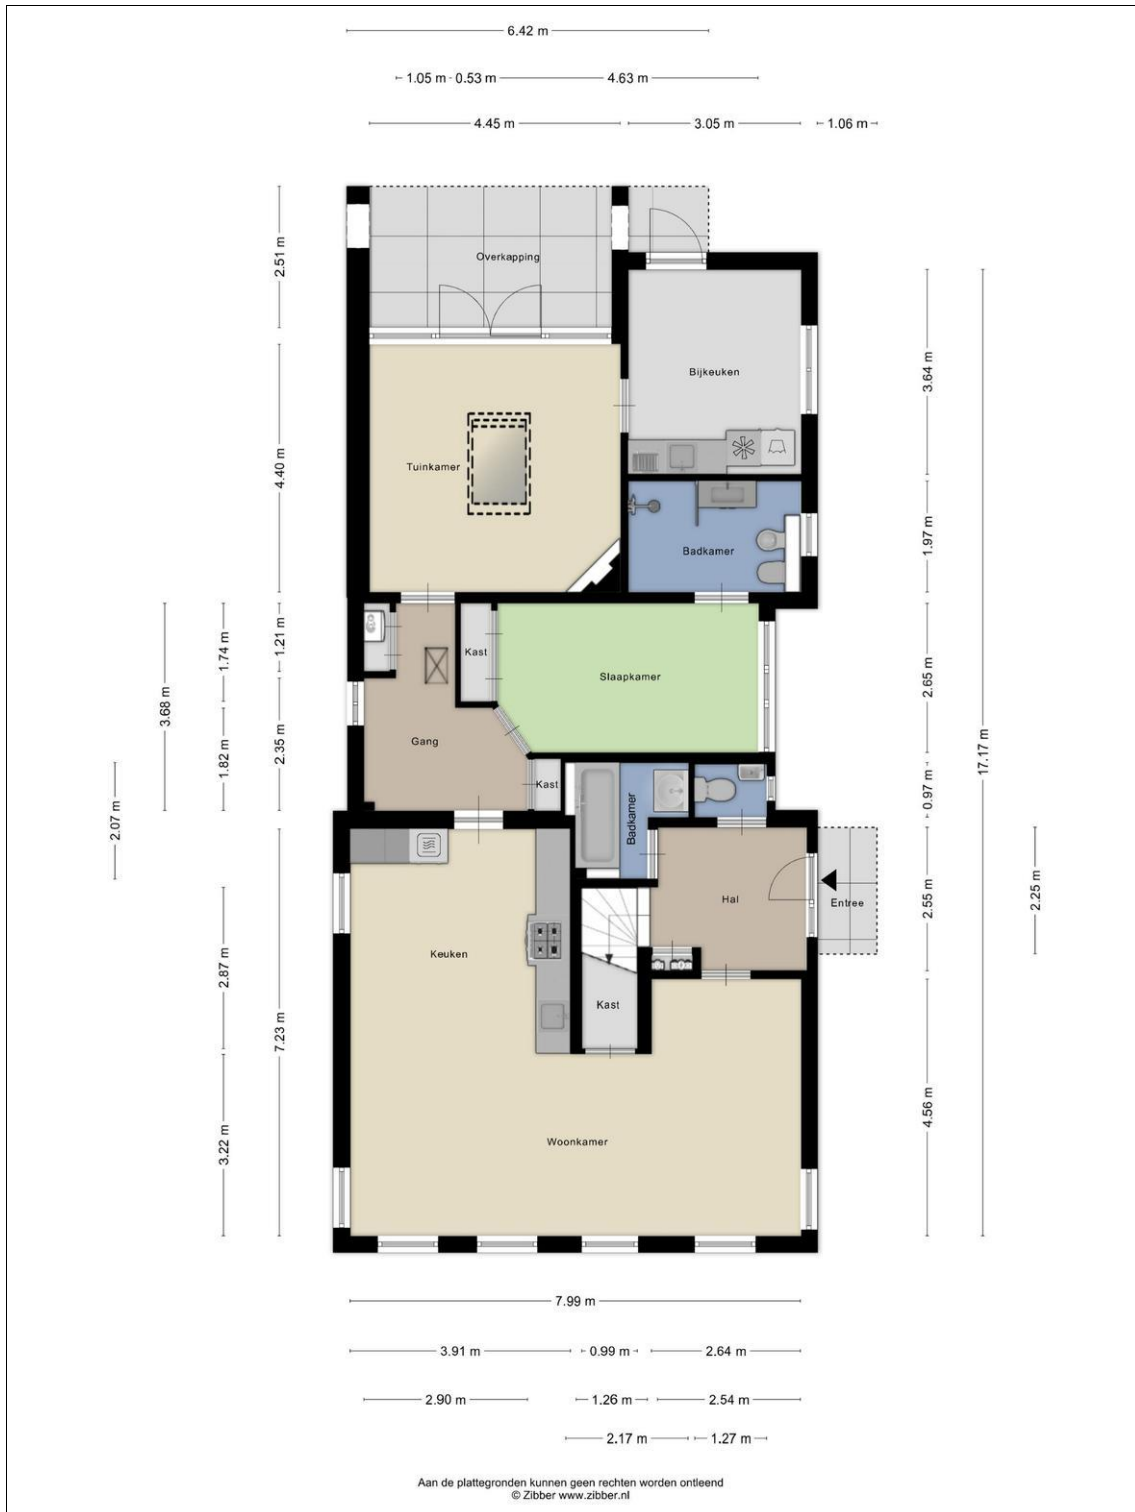 6.42 m
1.05 m
0.53 m
4.63 m
4.45 m
3.05 m
1.06 m
2.51 m
Overkapping
Bijkeuken
3.64 m
17.17 m
4.40 m
Tuinkamer
Badkamer
1.97 m
3.68 m
1.74 m
1.21 m
Kast
Slaapkamer
2.65 m
Gang
1.82 m
2.35 m
Kast
0.97 m
2.07 m
Badkamer
Hal
Entree
2.55 m
2.25 m
Keuken
2.87 m
7.23 m
Kast
4.56 m
3.22 m
Woonkamer
7.99 m
3.91 m
0.99 m
2.64 m
2.90 m
1.26 m
2.54 m
2.17 m
1.27 m
Aan de plattegronden kunnen geen rechten worden ontleend
© Zibber www.zibber.nl